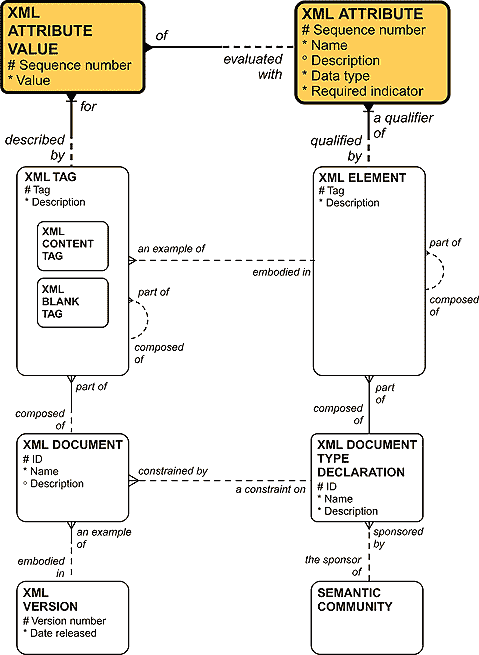 XML
ATTRIBUTE
VALUE
# Sequence number
* Value
of
evaluated
with
XML ATTRIBUTE
# Sequence number
* Name
o Description
* Data type
* Required indicator
for
described
by
a qualifier
of
qualified
by
XML TAG
# Tag
* Description
XML
CONTENT
TAG
XML
BLANK
TAG
part of
composed
of
an example of
embodied in
XML ELEMENT
# Tag
* Description
part of
composed
of
part of
composed
of
part
of
composed
of
XML DOCUMENT
# ID
* Name
o Description
constrained by
a constraint on
XML DOCUMENT
TYPE
DECLARATION
# ID
* Name
* Description
an example
of
embodied
in
sponsored
by
the sponsor
of
XML
VERSION
# Version number
* Date released
SEMANTIC
COMMUNITY